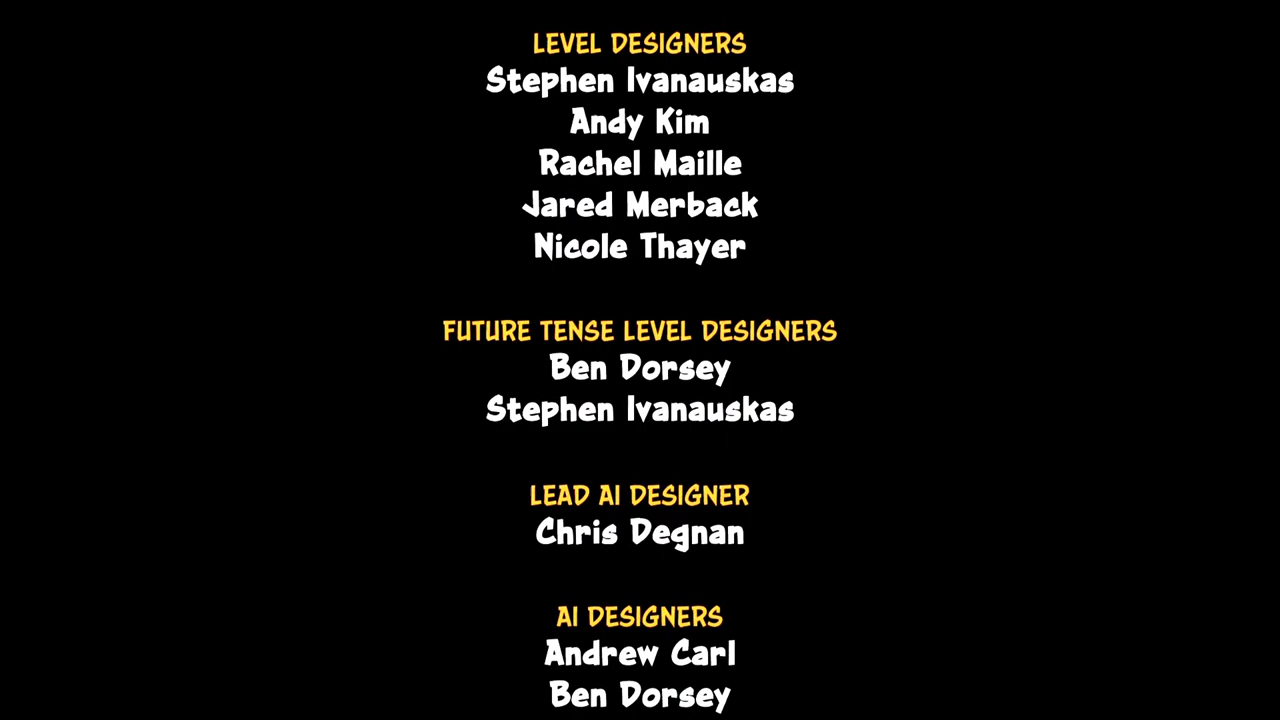 LEVEL DESIGNERS
Stephen Ivanauskas
Andy Kim
Rachel Maille
Jared Merback
Nicole Thayer
FUTURE TENSE LEVEL DESIGNERS
Ben Dorsey
Stephen Ivanauskas
LEAD AI DESIGNER
Chris Degnan
AI DESIGNERS
Andrew Carl
Ben Dorsey